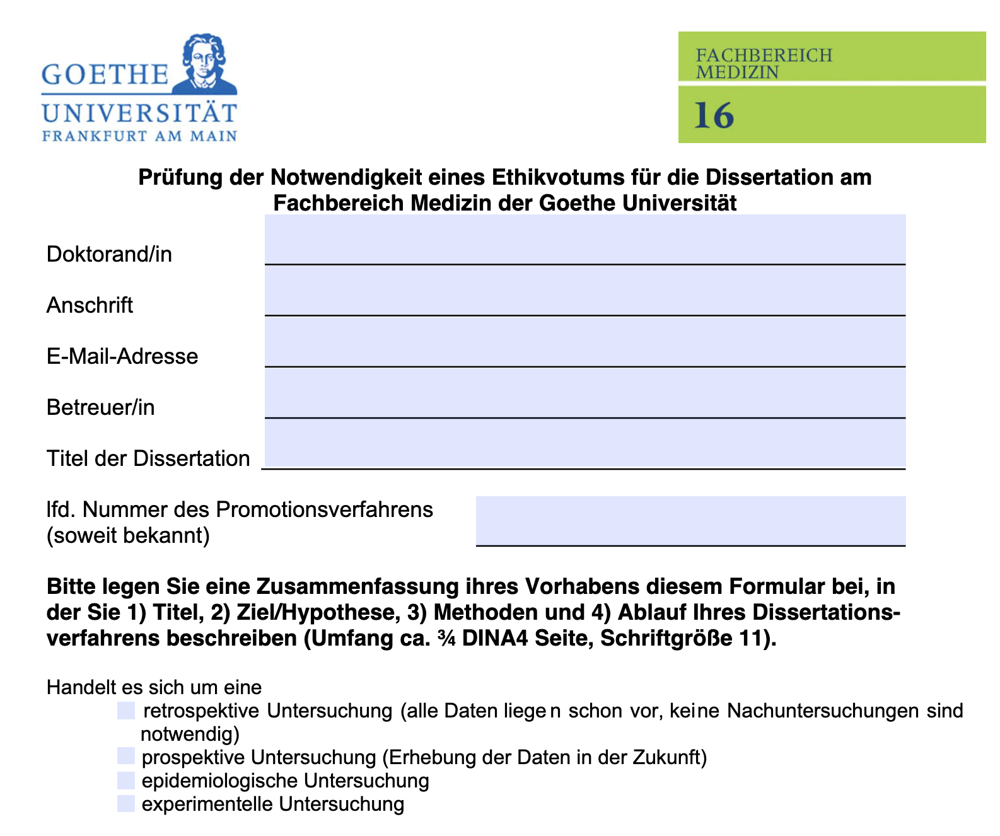 GOETHE
UNIVERSITÄT
FRANKFURT AM MAIN
FACHBEREICH
MEDIZIN
16
Prüfung der Notwendigkeit eines Ethikvotums für die Dissertation am
Fachbereich Medizin der Goethe Universität
Doktorand/in
Anschrift
E-Mail-Adresse
Betreuer/in
Titel der Dissertation
lfd. Nummer des Promotionsverfahrens
(soweit bekannt)
Bitte legen Sie eine Zusammenfassung ihres Vorhabens diesem Formular bei, in
der Sie 1) Titel, 2) Ziel/Hypothese, 3) Methoden und 4) Ablauf Ihres Dissertations-
verfahrens beschreiben (Umfang ca. ¾ DINA4 Seite, Schriftgröße 11).
Handelt es sich um eine
retrospektive Untersuchung (alle Daten liegen schon vor, keine Nachuntersuchungen sind
notwendig)
prospektive Untersuchung (Erhebung der Daten in der Zukunft)
epidemiologische Untersuchung
experimentelle Untersuchung